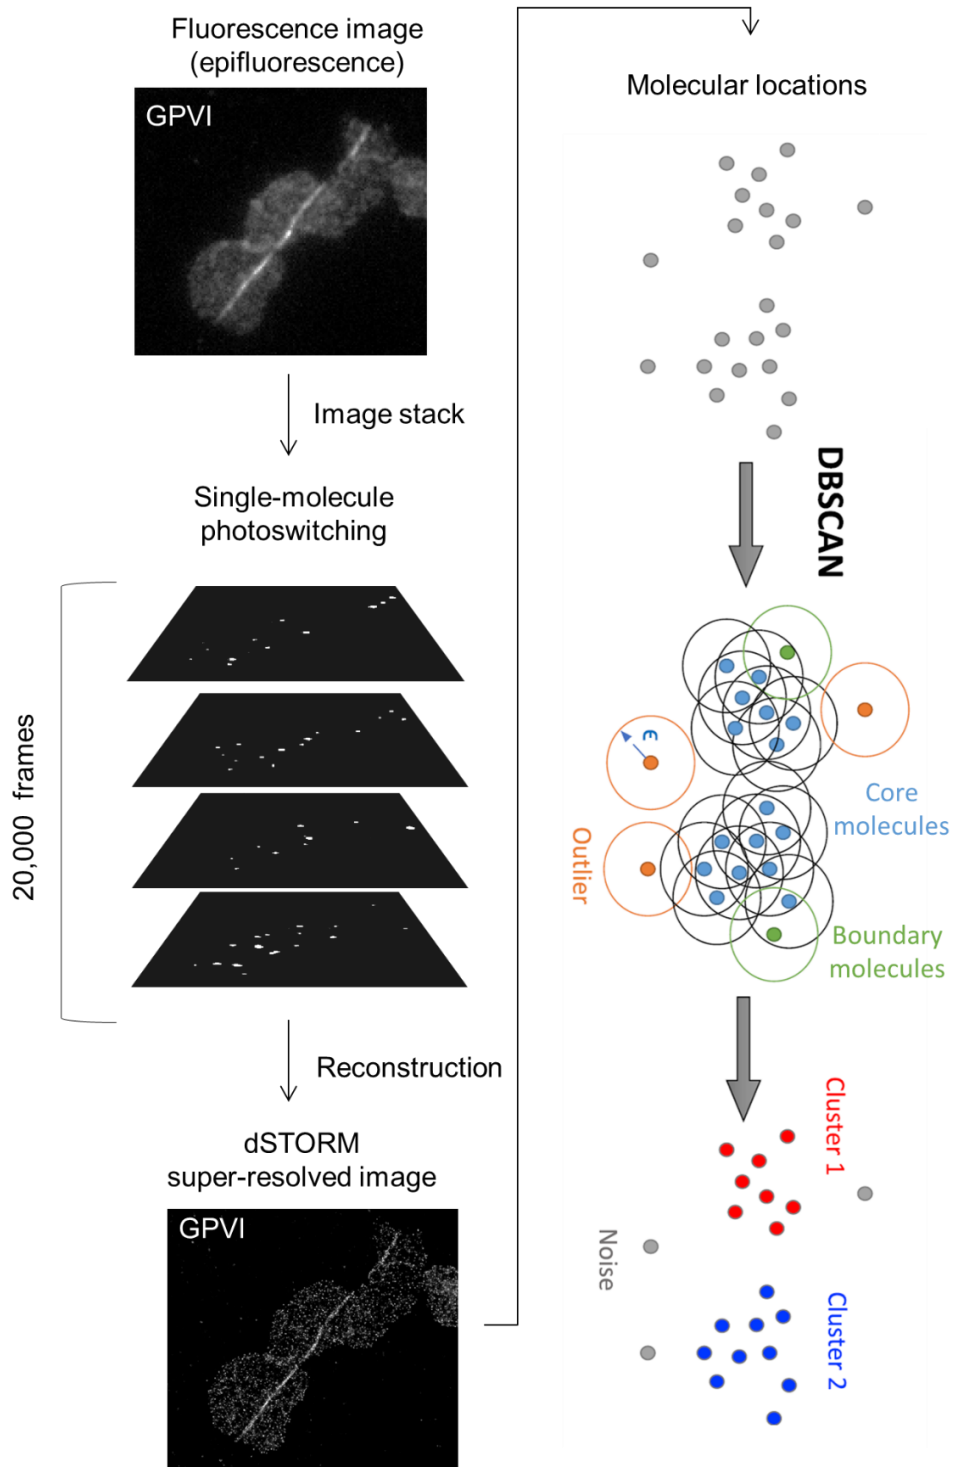 Fluorescence image
(epifluorescence)
GPVI
Image stack
Single-molecule
photoswitching
20,000 frames
Reconstruction
dSTORM
super-resolved image
GPVI
Molecular locations
DBSCAN
ε
Core
molecules
Outlier
Boundary
molecules
Cluster 1
Noise
Cluster 2